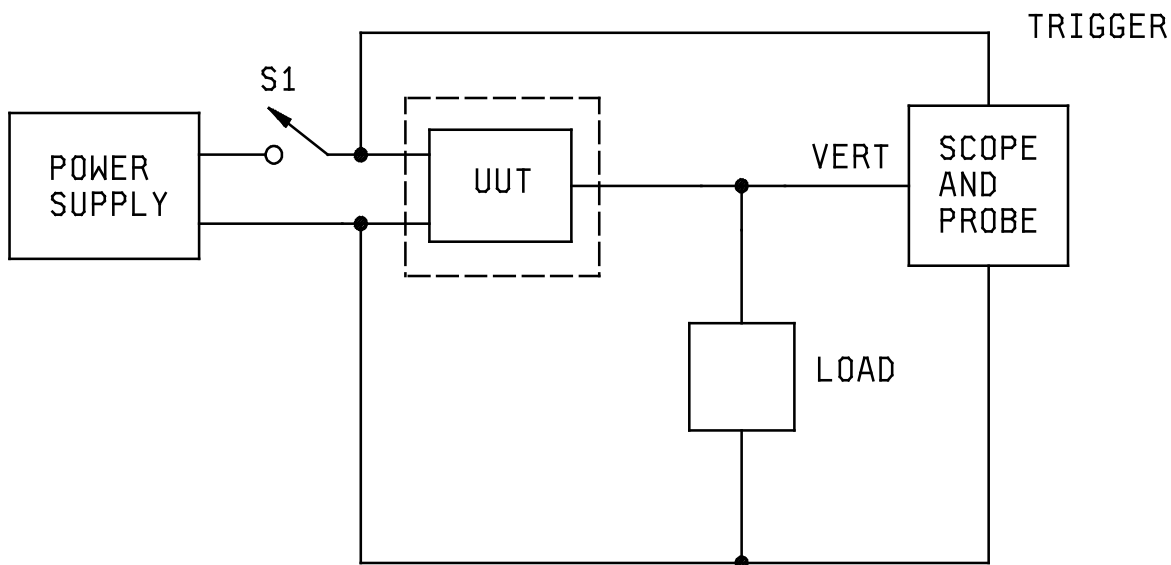 TRIGGER
S1
POWER
SUPPLY
UUT
VERT
SCOPE
AND
PROBE
LOAD